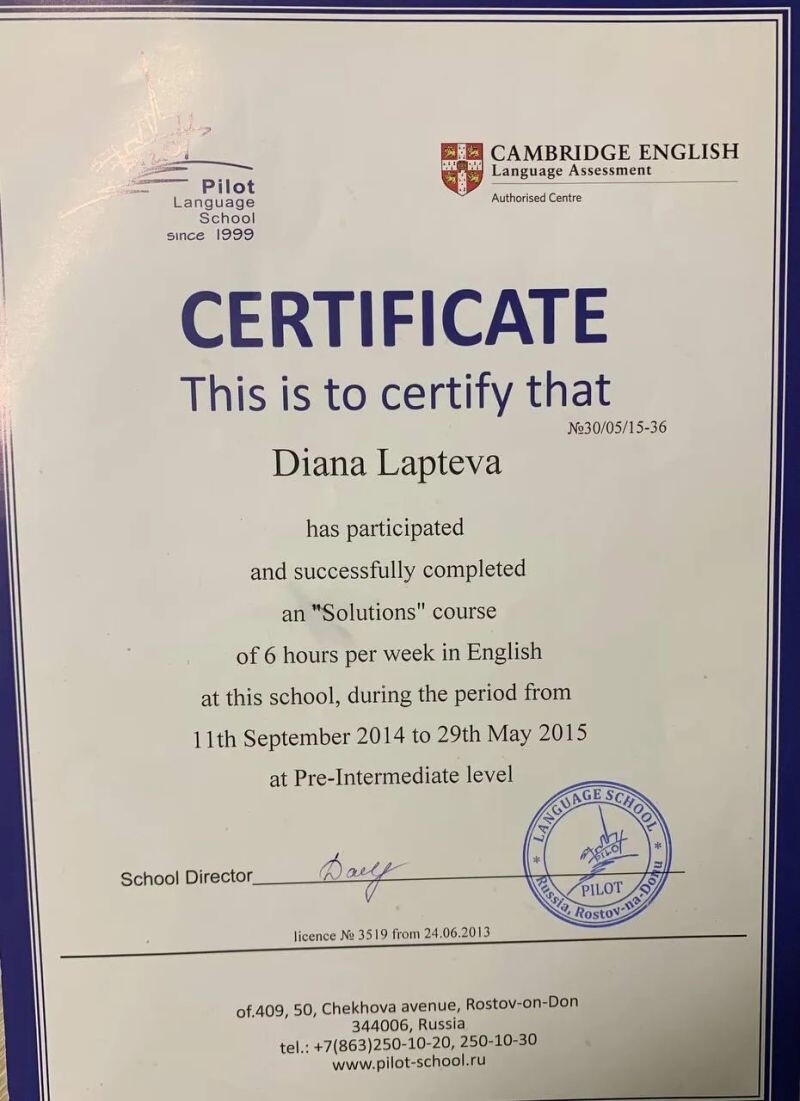 Pilot
Language
School
since 1999
CAMBRIDGE ENGLISH
Language Assessment
Authorised Centre
CERTIFICATE
This is to certify that
№30/05/15-36
Diana Lapteva
has participated
and successfully completed
an "Solutions" course
of 6 hours per week in English
at this school, during the period from
11th September 2014 to 29th May 2015
at Pre-Intermediate level
LANGUAGE SCHOOL
PILOT
PILOT
Russia, Rostov-na-Donu
School Director
licence № 3519 from 24.06.2013
of.409, 50, Chekhova avenue, Rostov-on-Don
344006, Russia
tel.: +7(863)250-10-20, 250-10-30
www.pilot-school.ru